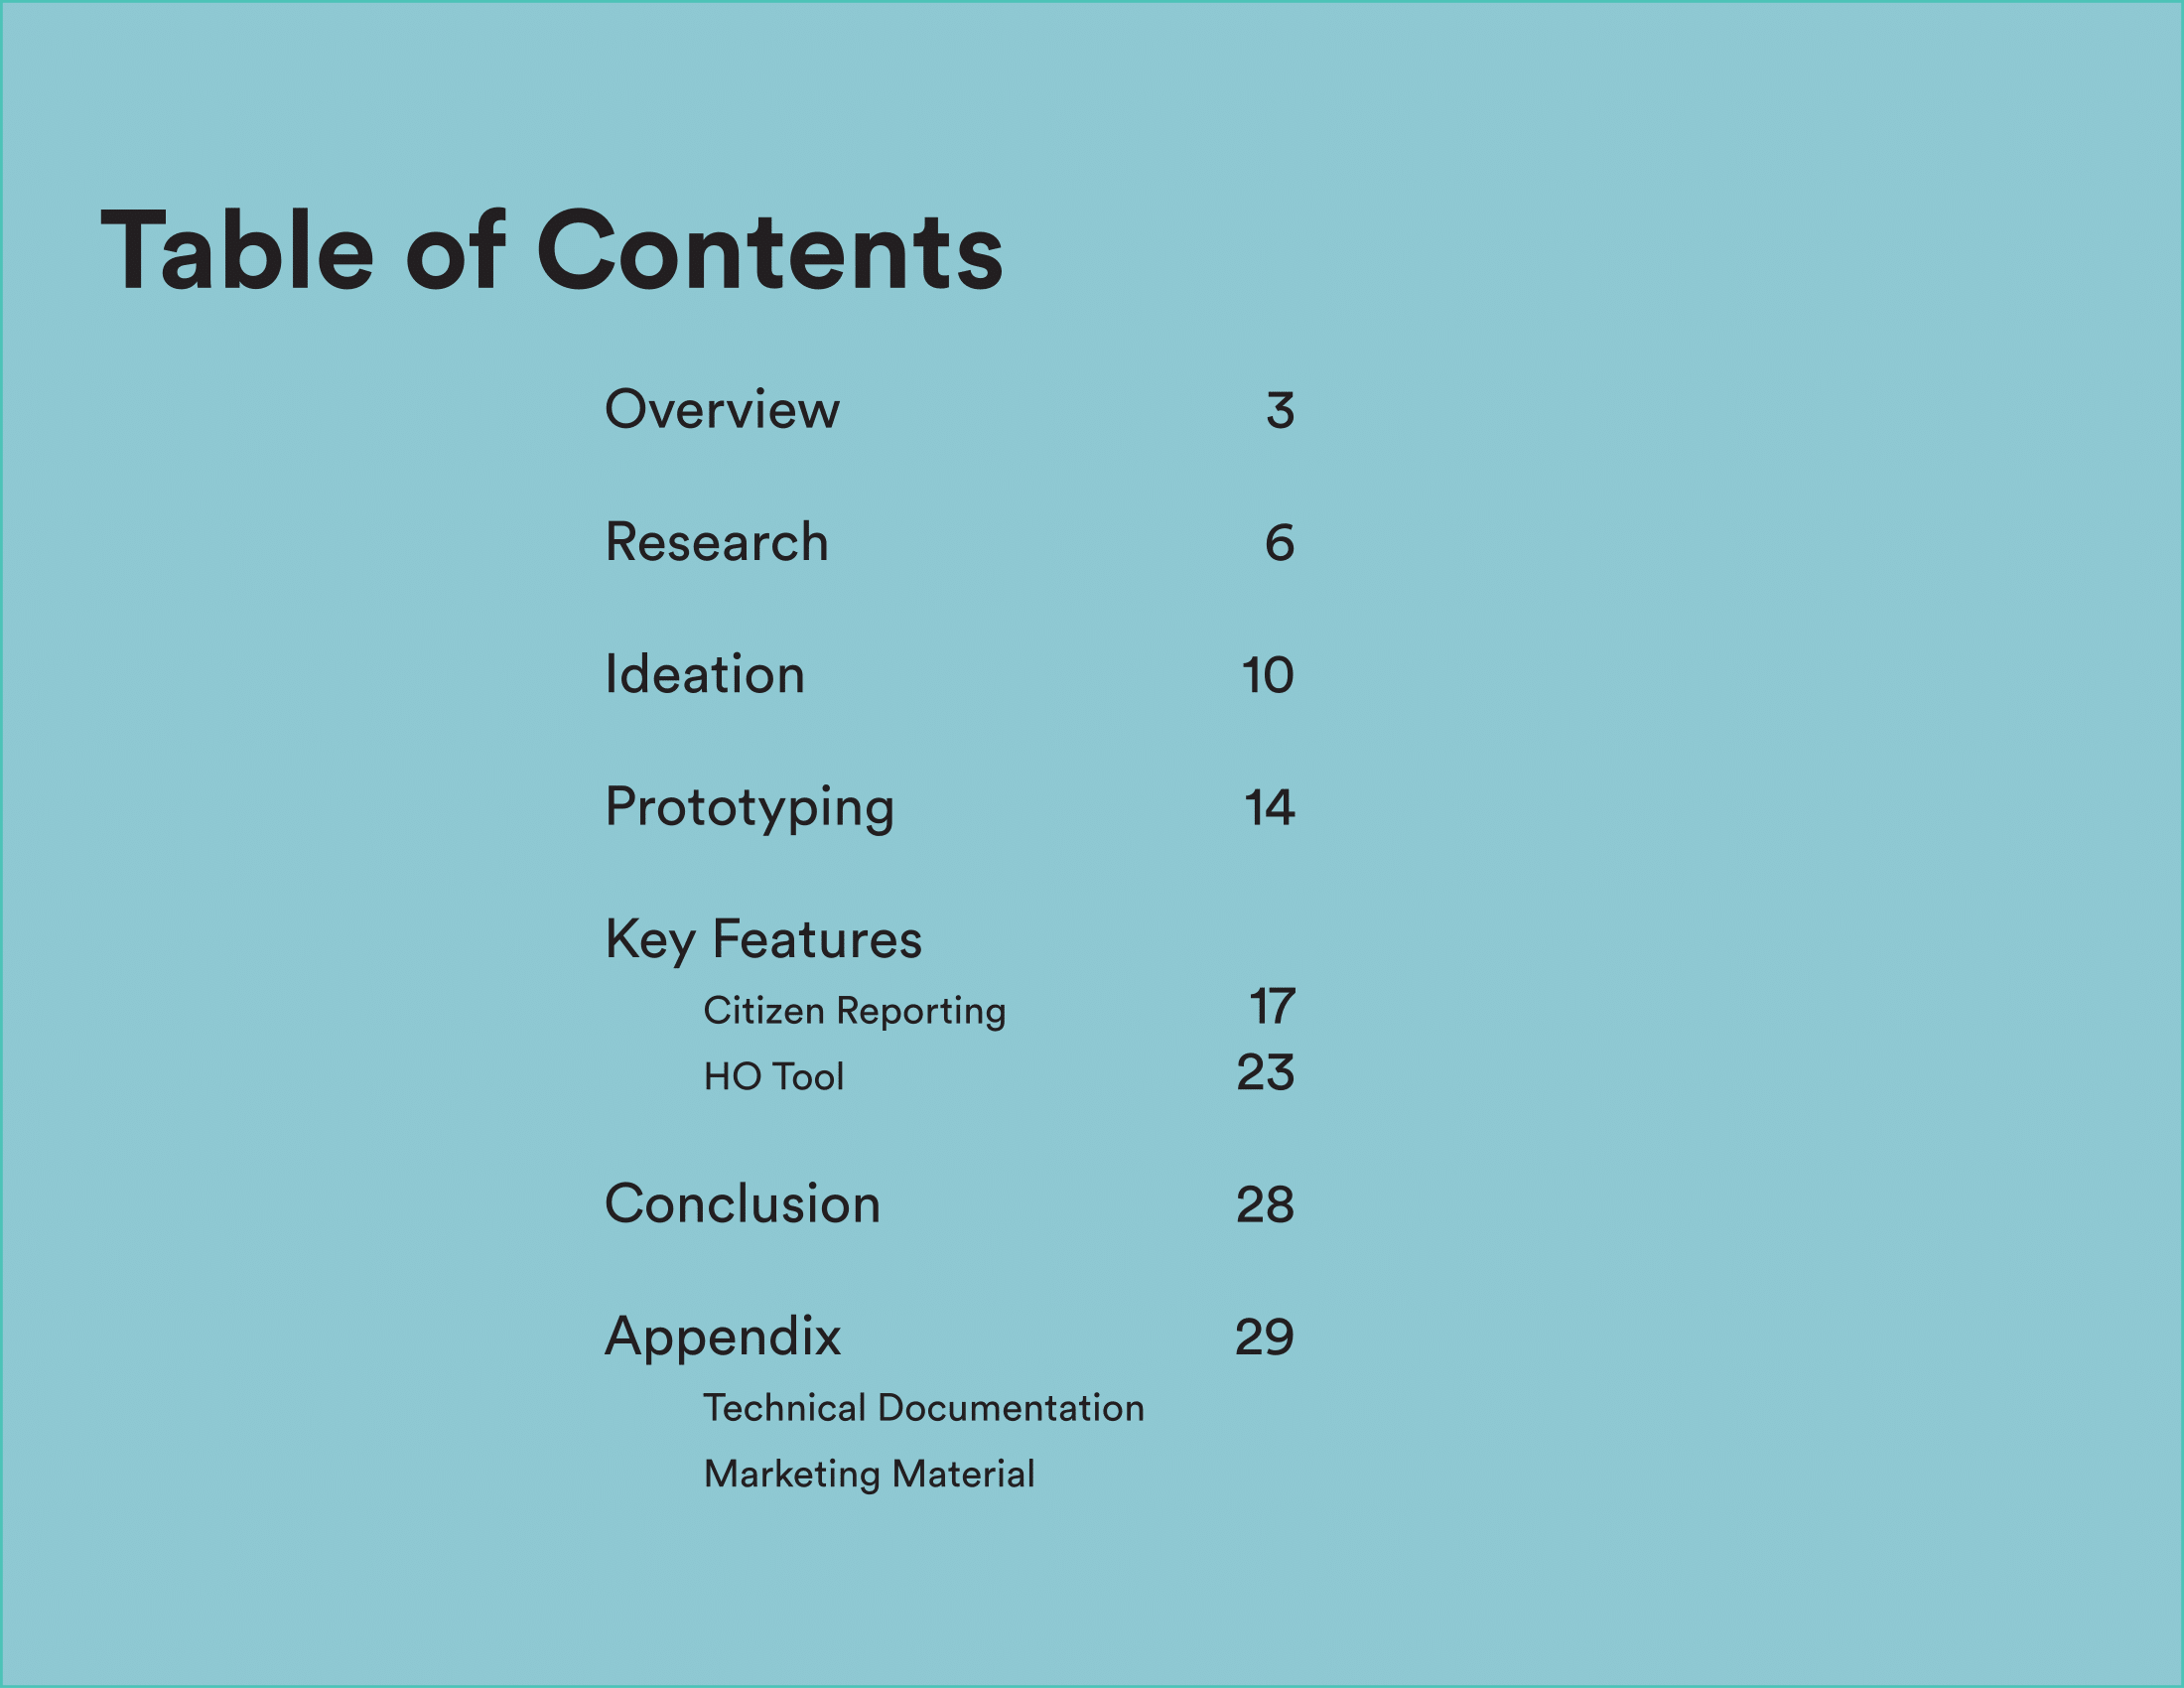 Table of Contents
Overview 3
Research 6
Ideation 10
Prototyping 14
Key Features
Citizen Reporting 17
HO Tool 23
Conclusion 28
Appendix 29
Technical Documentation
Marketing Material